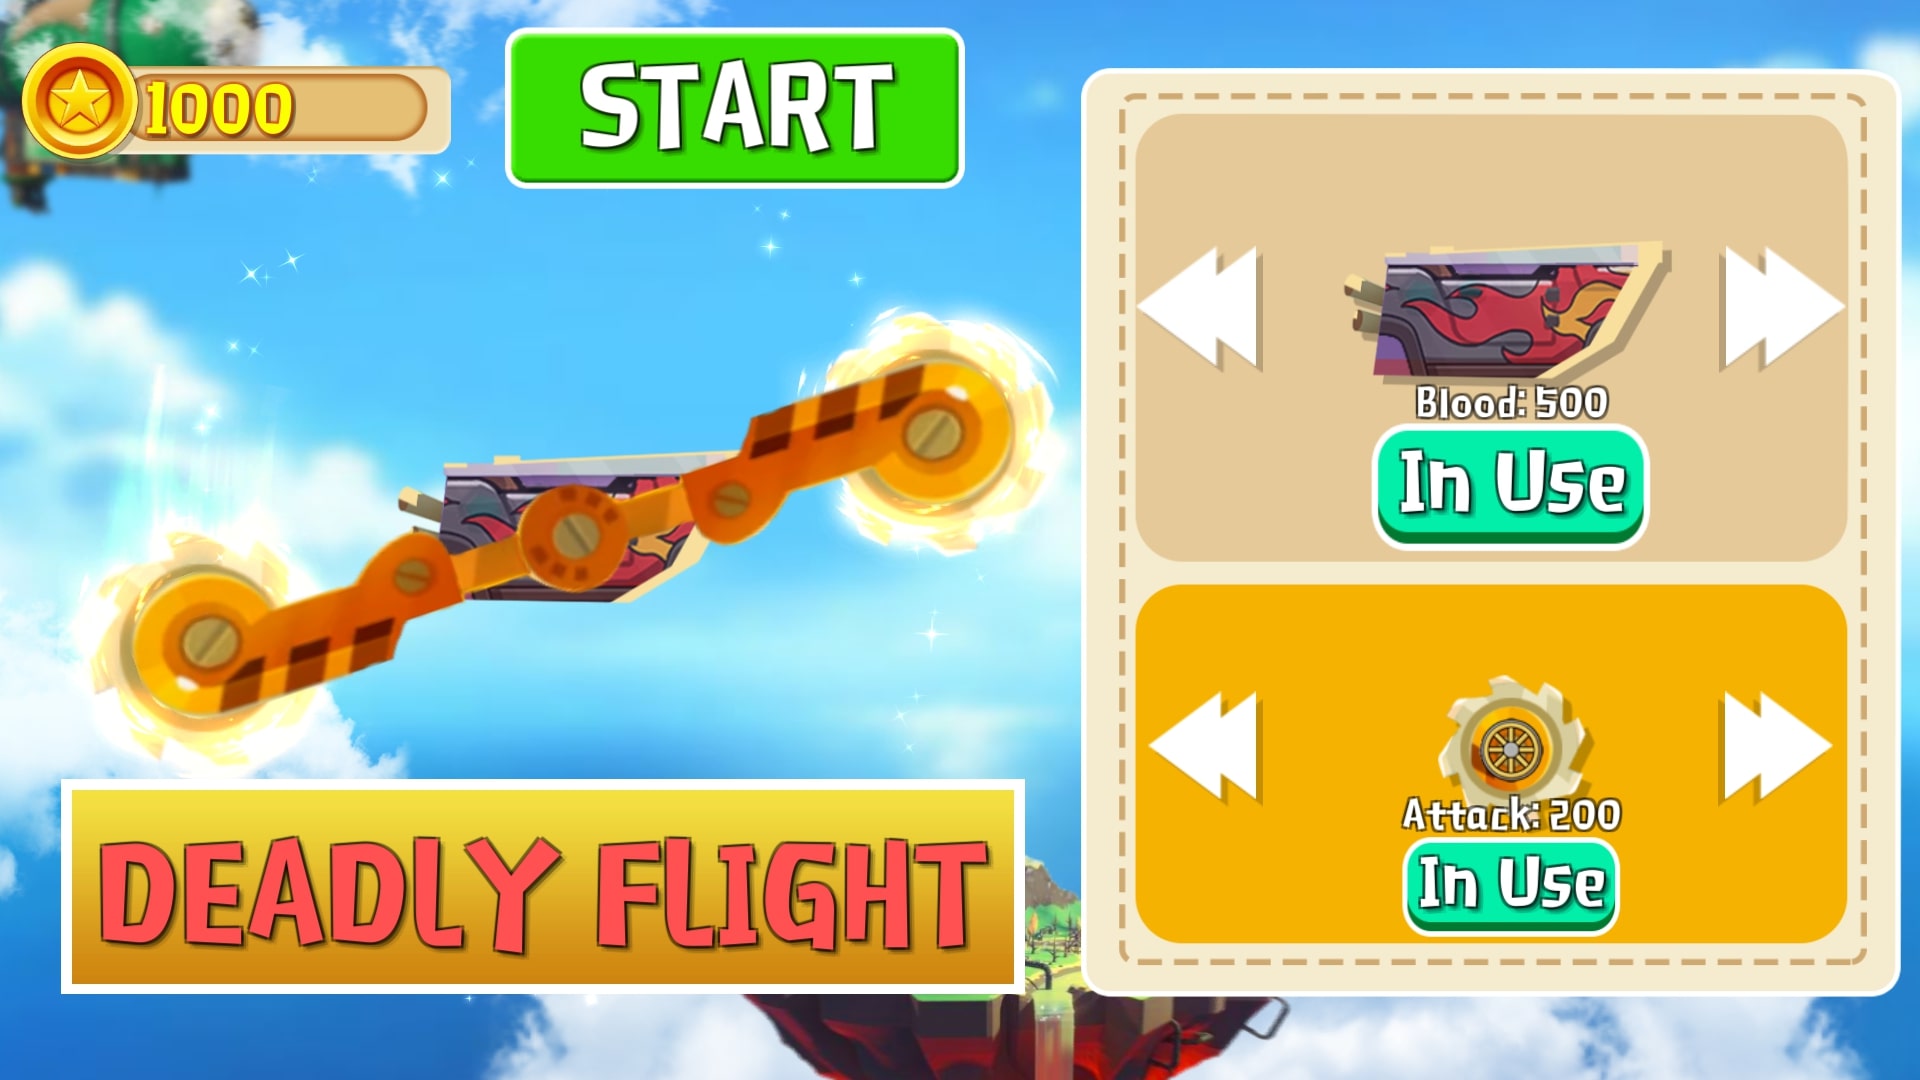 1000
START
Blood: 500
In Use
Attack: 200
In Use
DEADLY FLIGHT